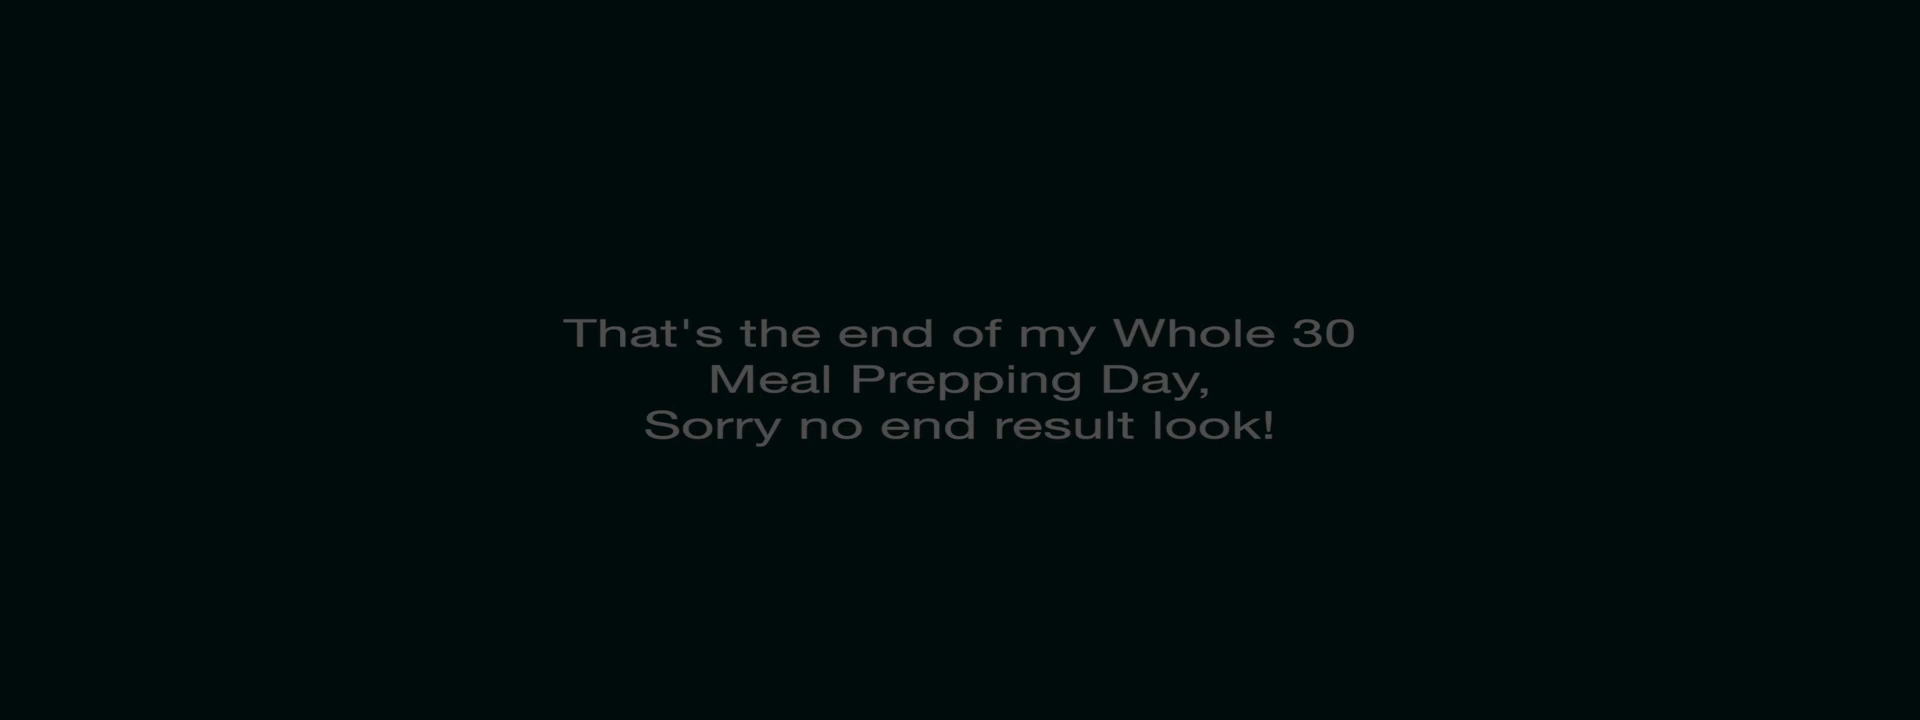 That's the end of my Whole 30
Meal Prepping Day,
Sorry no end result look!